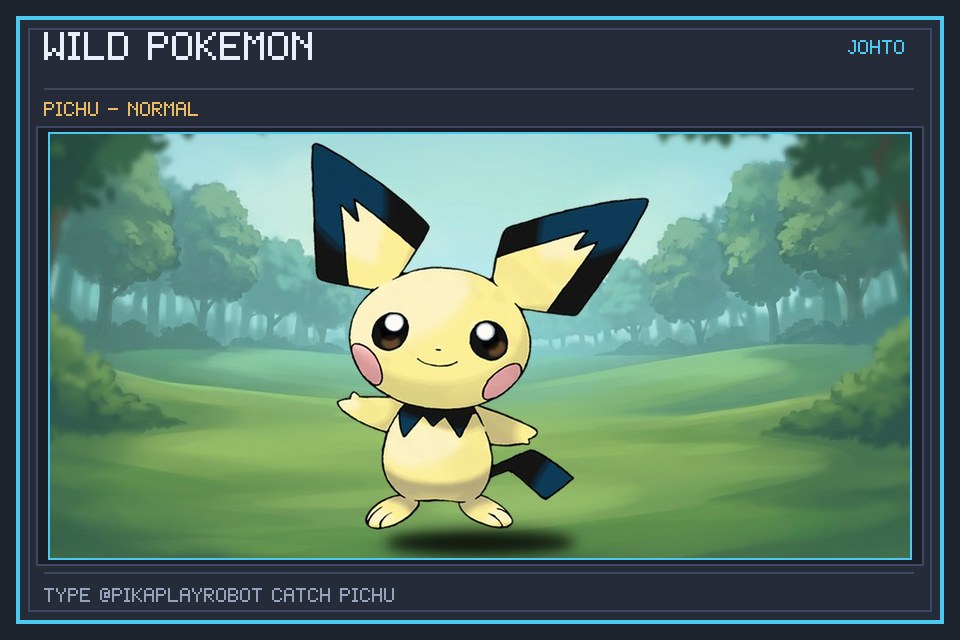 WILD POKEMON
JOHTO
PICHU - NORMAL
TYPE @PIKAPLAYROBOT CATCH PICHU